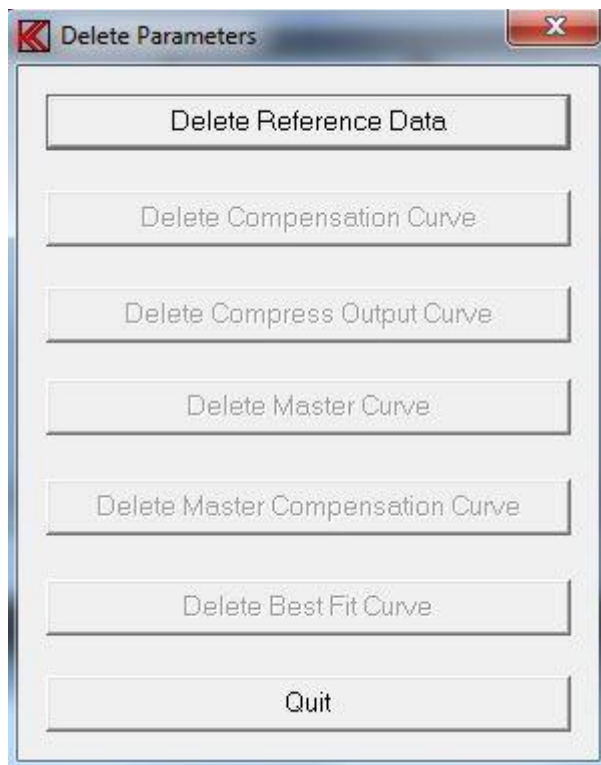 Delete Parameters
Delete Reference Data
Delete Compensation Curve
Delete Compress Output Curve
Delete Master Curve
Delete Master Compensation Curve
Delete Best Fit Curve
Quit